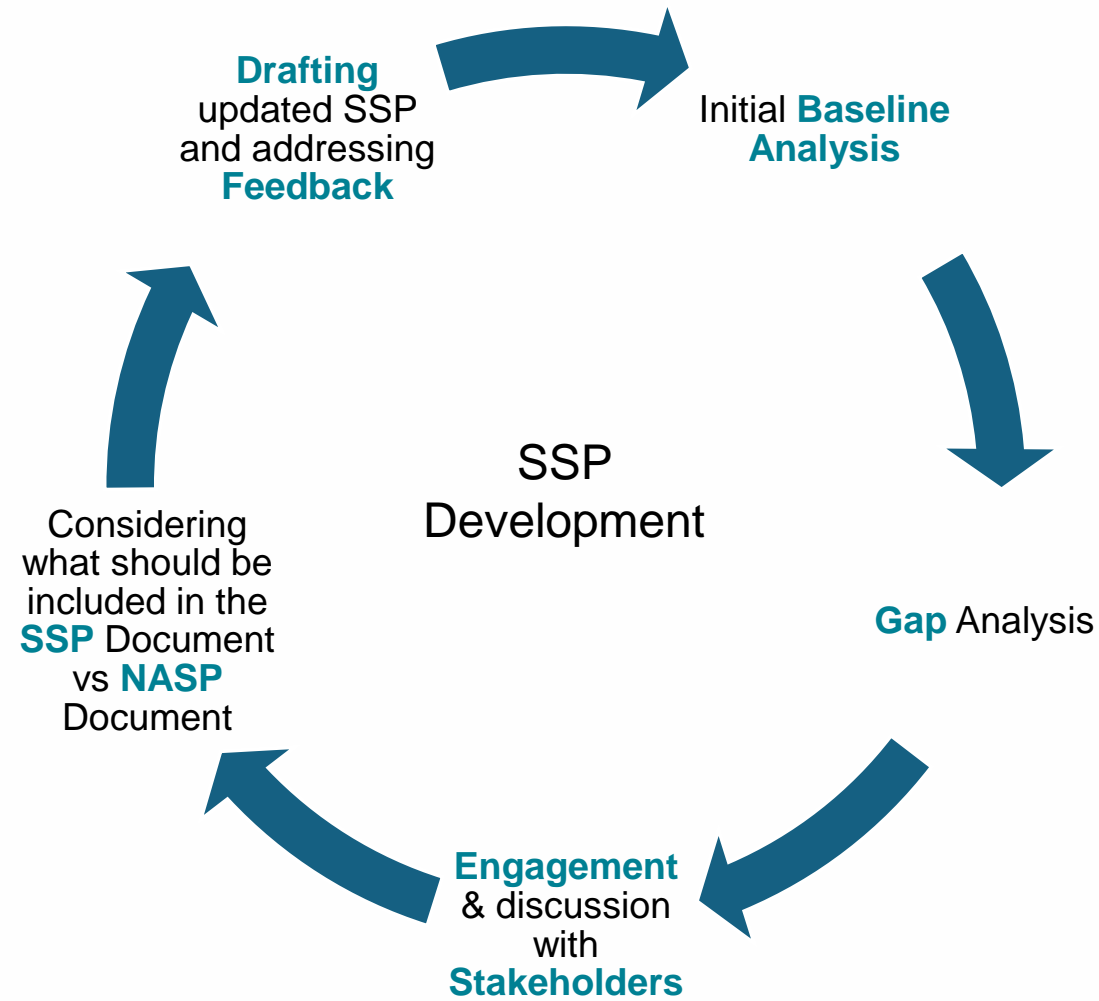 Drafting
updated SSP
and addressing
Feedback
Initial Baseline
Analysis
SSP
Development
Considering
what should be
included in the
SSP Document
vs NASP
Document
Gap Analysis
Engagement
& discussion
with
Stakeholders